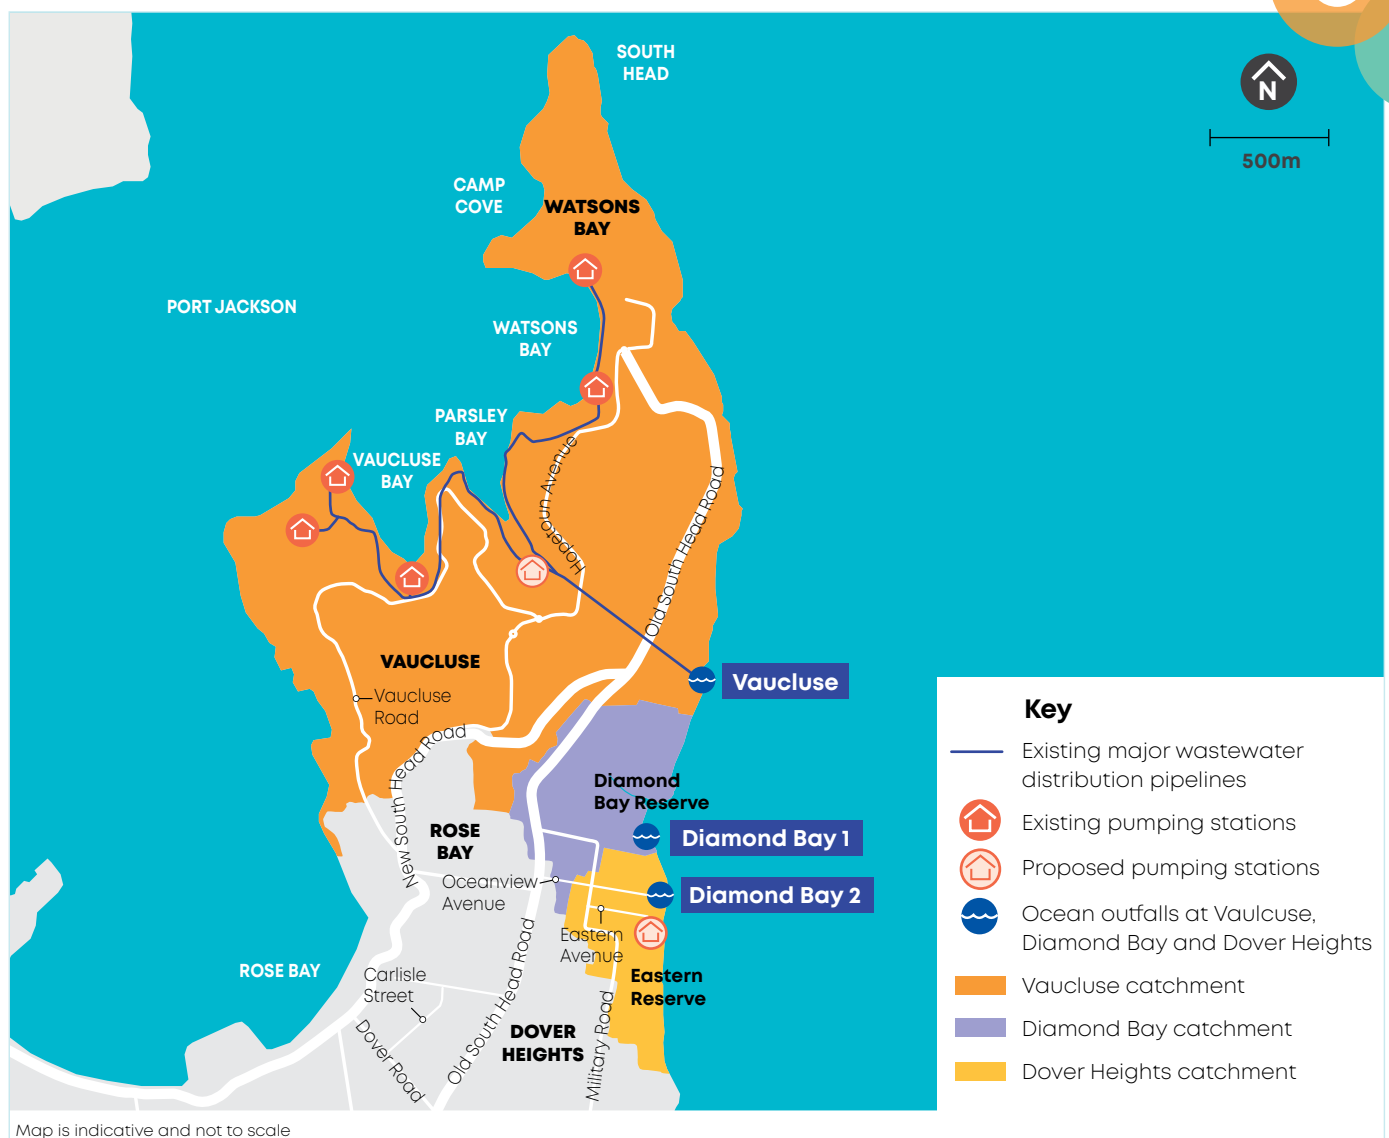 SOUTH
HEAD
N
500m
CAMP
COVE
WATSONS
BAY
PORT JACKSON
WATSONS
BAY
PARSLEY
BAY
VAUCLUSE
BAY
Hopetoun Avenue
Old South Head Road
VAUCLUSE
Vaucluse
Vaucluse
Road
New South Head Road
Diamond
Bay Reserve
ROSE
BAY
Diamond Bay 1
Oceanview
Avenue
Diamond Bay 2
Eastern
Avenue
ROSE BAY
Carlisle
Street
Eastern
Reserve
Old South Head Road
DOVER
HEIGHTS
Military Road
Dover Road
Key
Existing major wastewater
distribution pipelines
Existing pumping stations
Proposed pumping stations
Ocean outfalls at Vaulcuse,
Diamond Bay and Dover Heights
Vaucluse catchment
Diamond Bay catchment
Dover Heights catchment
Map is indicative and not to scale